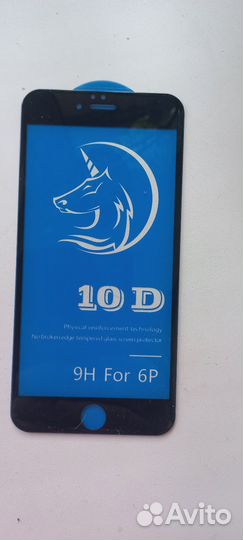 10 D
Physical reinforcement technology
No broken edge tempered glass screen protector
9H For 6P
Avito